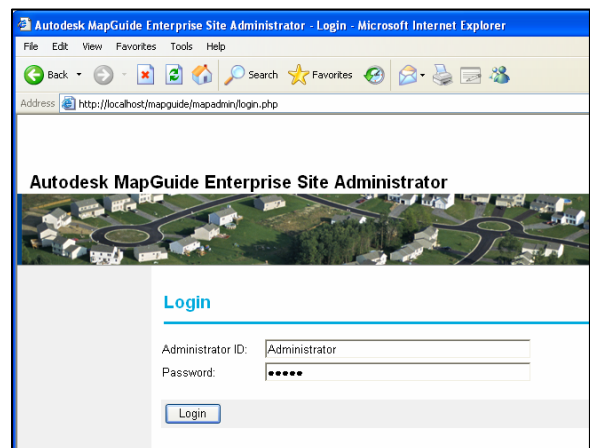 Autodesk MapGuide Enterprise Site Administrator - Login - Microsoft Internet Explorer
File Edit View Favorites Tools Help
Back Search Favorites
Address http://localhost/mapguide/mapadmin/login.php
Autodesk MapGuide Enterprise Site Administrator
Login
Administrator ID: Administrator
Password: •••••
Login